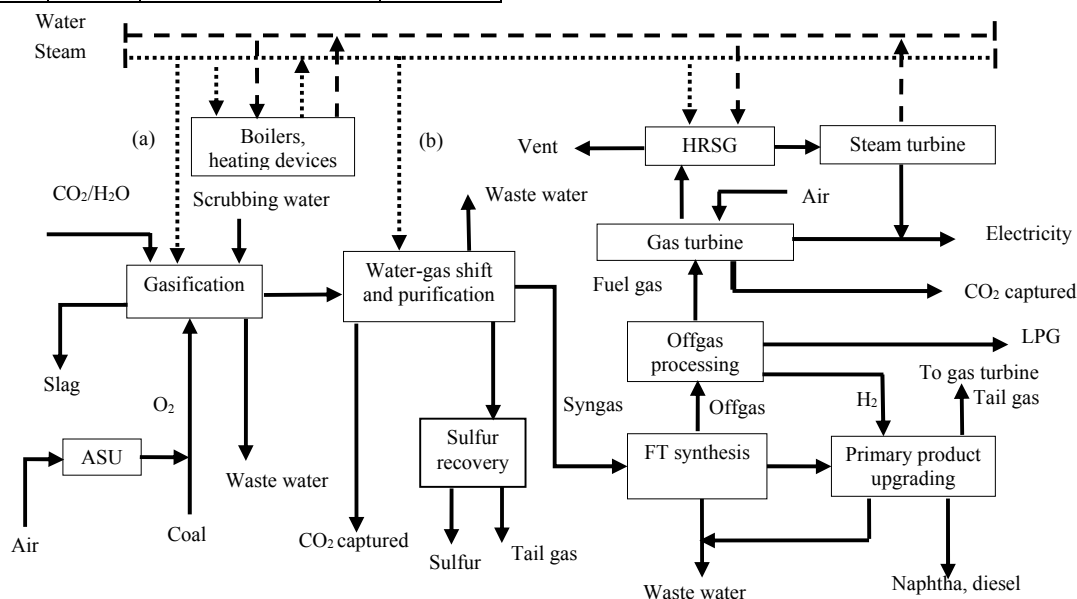 Water
Steam
(a)
Boilers,
heating devices
(b)
Vent
HRSG
Steam turbine
CO₂/H₂O
Scrubbing water
Waste water
Air
Gas turbine
Electricity
Gasification
Water-gas shift
and purification
Fuel gas
CO₂ captured
Slag
Offgas
processing
LPG
To gas turbine
Tail gas
O₂
Syngas
Offgas
H₂
ASU
Sulfur
recovery
FT synthesis
Primary product
upgrading
Waste water
Air
Coal
CO₂ captured
Sulfur
Tail gas
Waste water
Naphtha, diesel